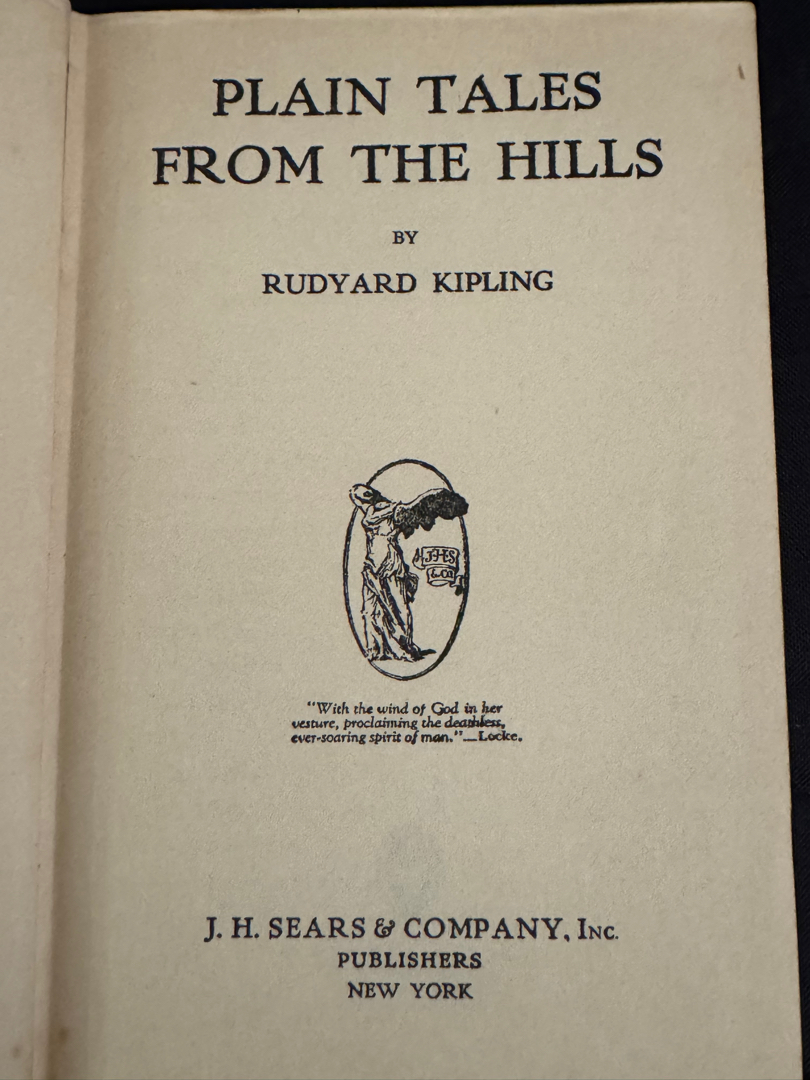 PLAIN TALES
FROM THE HILLS
BY
RUDYARD KIPLING
J·H·S
& CO
"With the wind of God in her
vesture, proclaiming the deathless,
ever-soaring spirit of man."—Locke.
J. H. SEARS & COMPANY, INC.
PUBLISHERS
NEW YORK